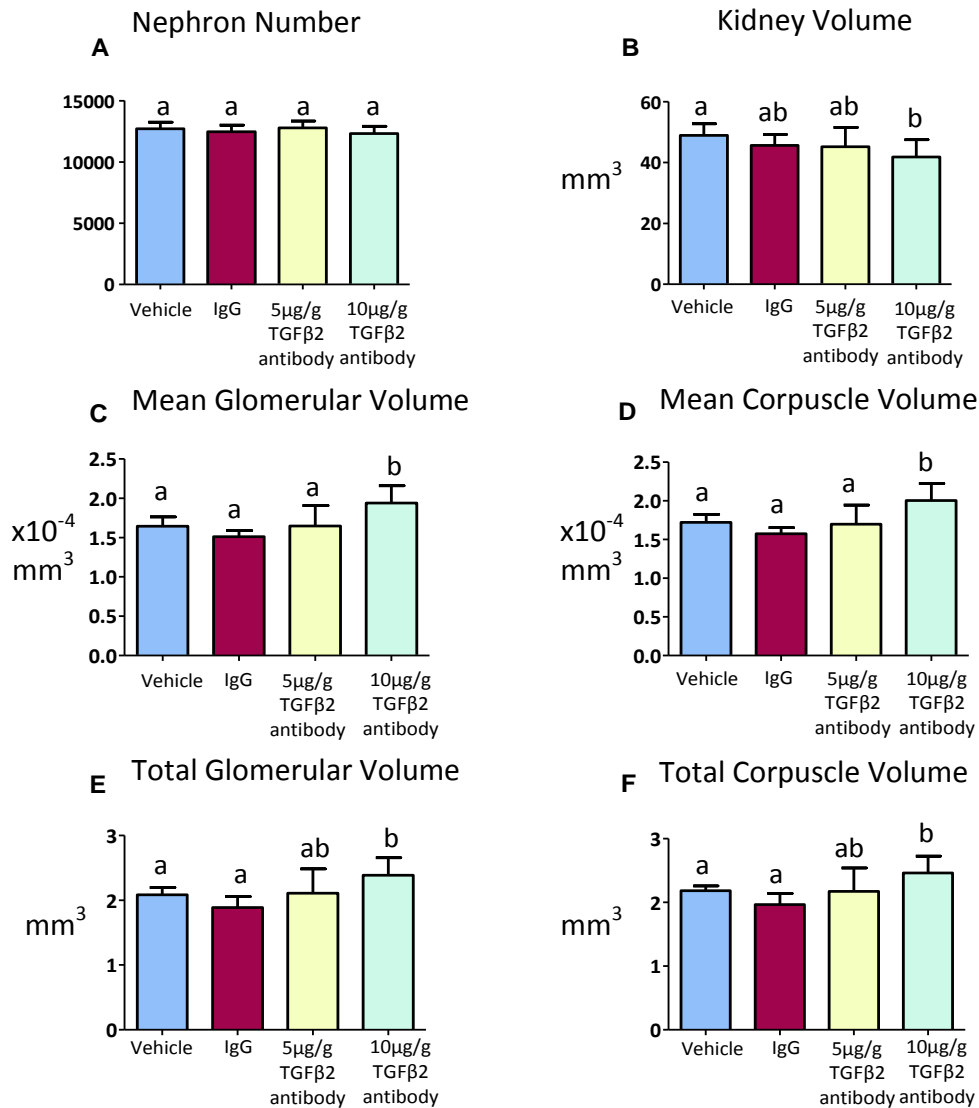 Nephron Number
A
15000
10000
5000
0
a a a a
Vehicle IgG 5µg/g TGFβ2 antibody 10µg/g TGFβ2 antibody
Kidney Volume
B
mm³
60
40
20
0
a ab ab b
Vehicle IgG 5µg/g TGFβ2 antibody 10µg/g TGFβ2 antibody
C Mean Glomerular Volume
x10⁻⁴
mm³
2.5
2.0
1.5
1.0
0.5
0.0
a a a b
Vehicle IgG 5µg/g TGFβ2 antibody 10µg/g TGFβ2 antibody
D Mean Corpuscle Volume
x10⁻⁴
mm³
2.5
2.0
1.5
1.0
0.5
0.0
a a a b
Vehicle IgG 5µg/g TGFβ2 antibody 10µg/g TGFβ2 antibody
E Total Glomerular Volume
mm³
3
2
1
0
a a ab b
Vehicle IgG 5µg/g TGFβ2 antibody 10µg/g TGFβ2 antibody
F Total Corpuscle Volume
mm³
3
2
1
0
a a ab b
Vehicle IgG 5µg/g TGFβ2 antibody 10µg/g TGFβ2 antibody